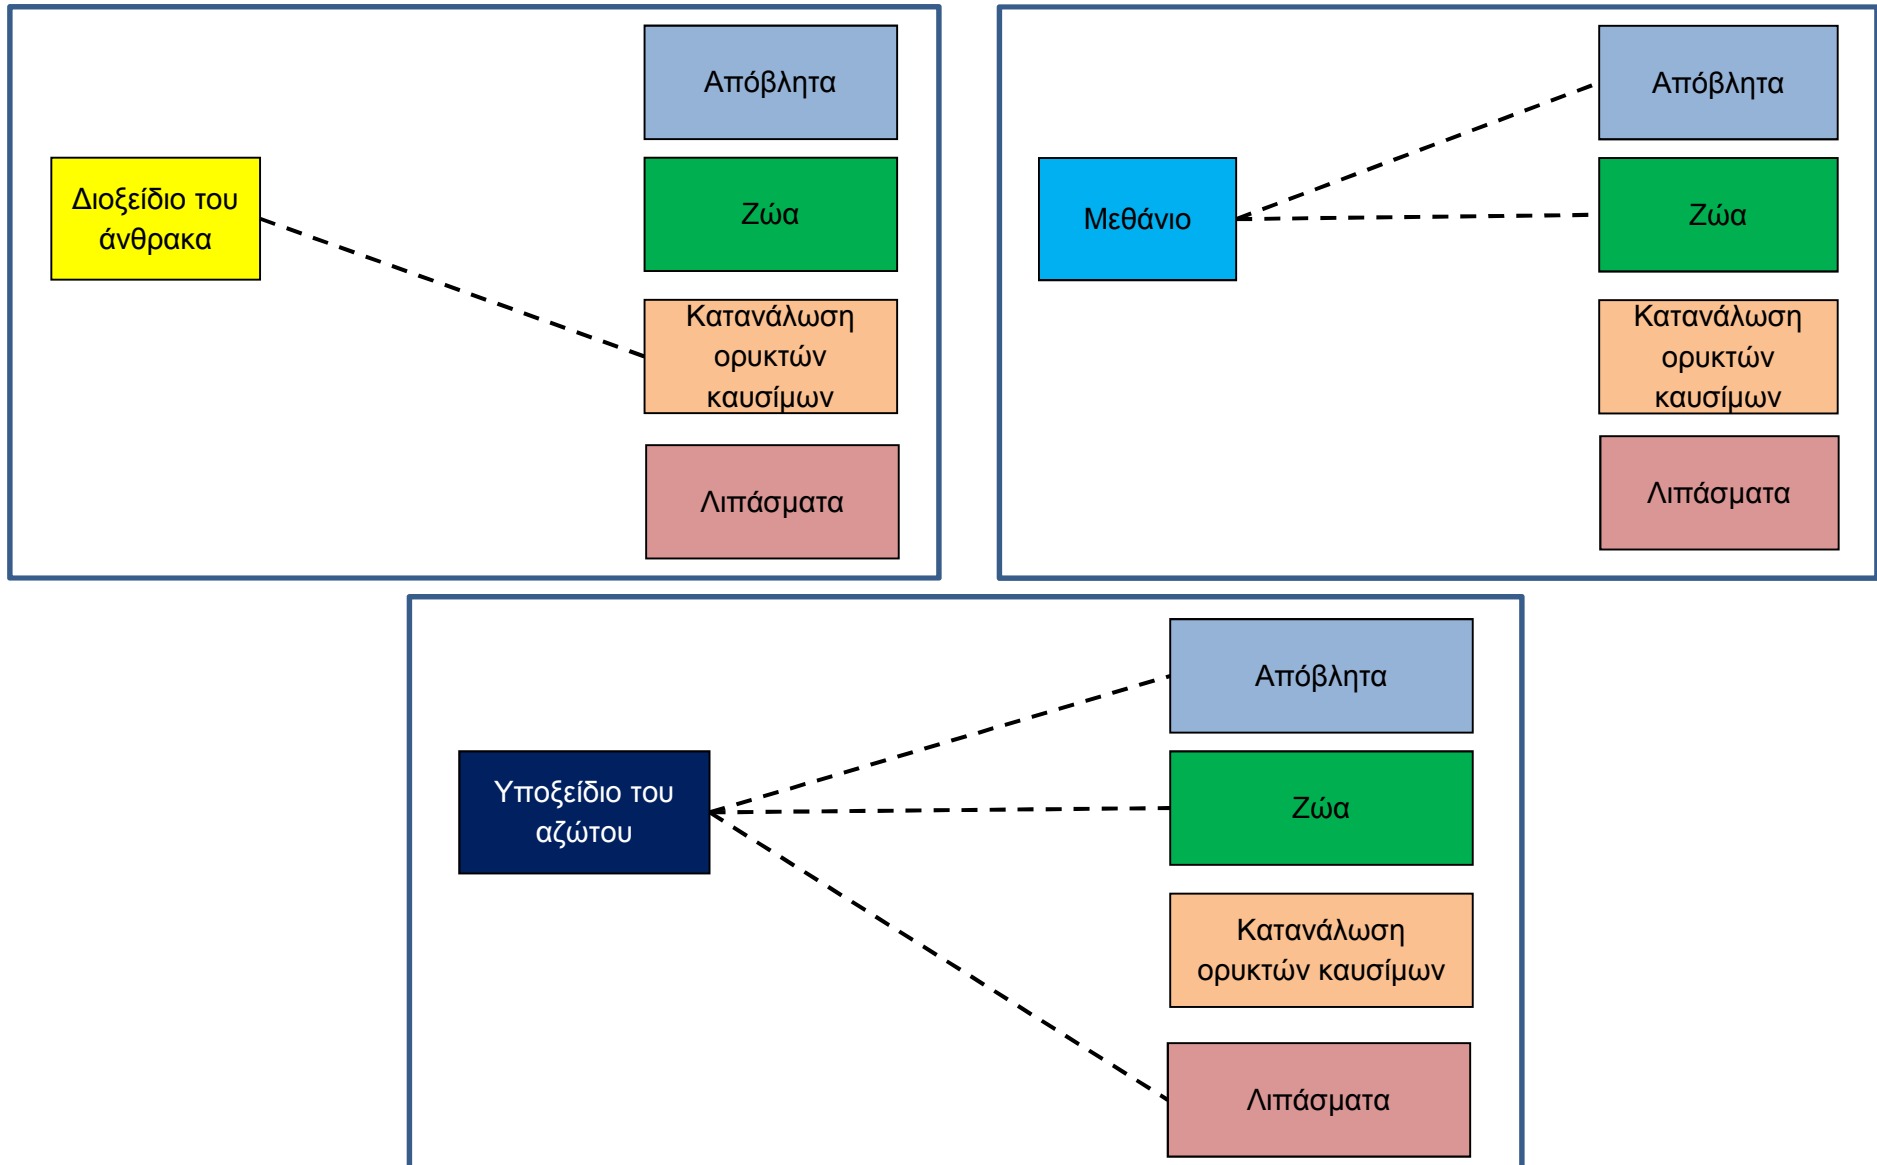 Διοξείδιο του
άνθρακα
Απόβλητα
Ζώα
Κατανάλωση
ορυκτών
καυσίμων
Λιπάσματα
Μεθάνιο
Απόβλητα
Ζώα
Κατανάλωση
ορυκτών
καυσίμων
Λιπάσματα
Υποξείδιο του
αζώτου
Απόβλητα
Ζώα
Κατανάλωση
ορυκτών καυσίμων
Λιπάσματα